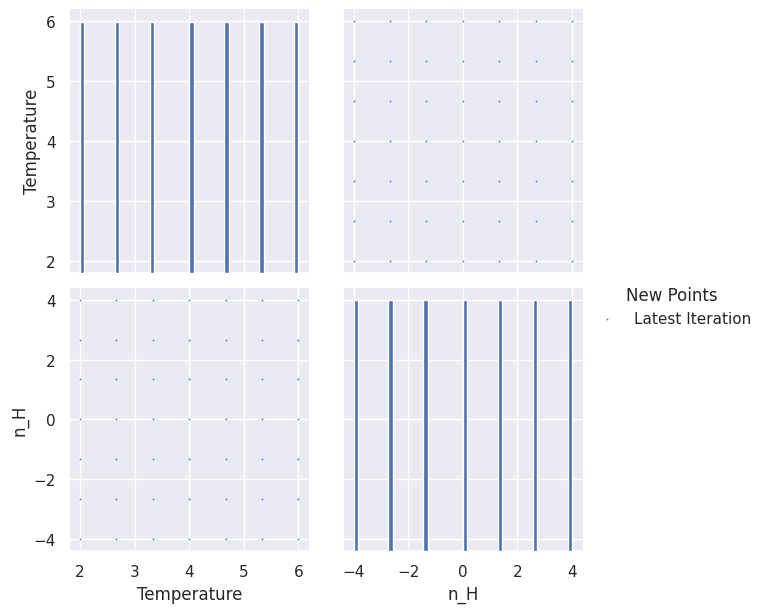 6
5
4
3
2
Temperature
4
2
0
−2
−4
n_H
2 3 4 5 6
Temperature
−4 −2 0 2 4
n_H
New Points
Latest Iteration